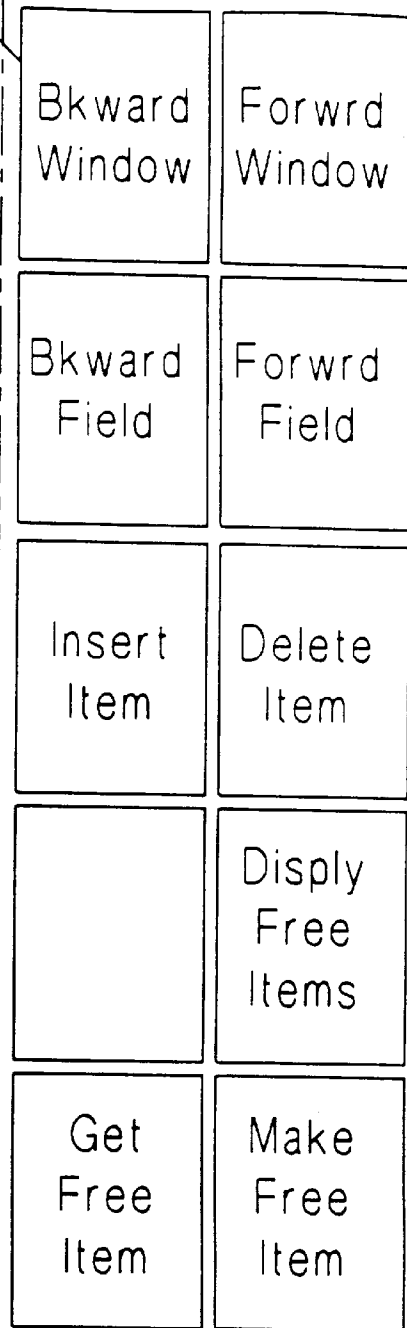 Bkward
Window
Forwrd
Window
Bkward
Field
Forwrd
Field
Insert
Item
Delete
Item
Disply
Free
Items
Get
Free
Item
Make
Free
Item